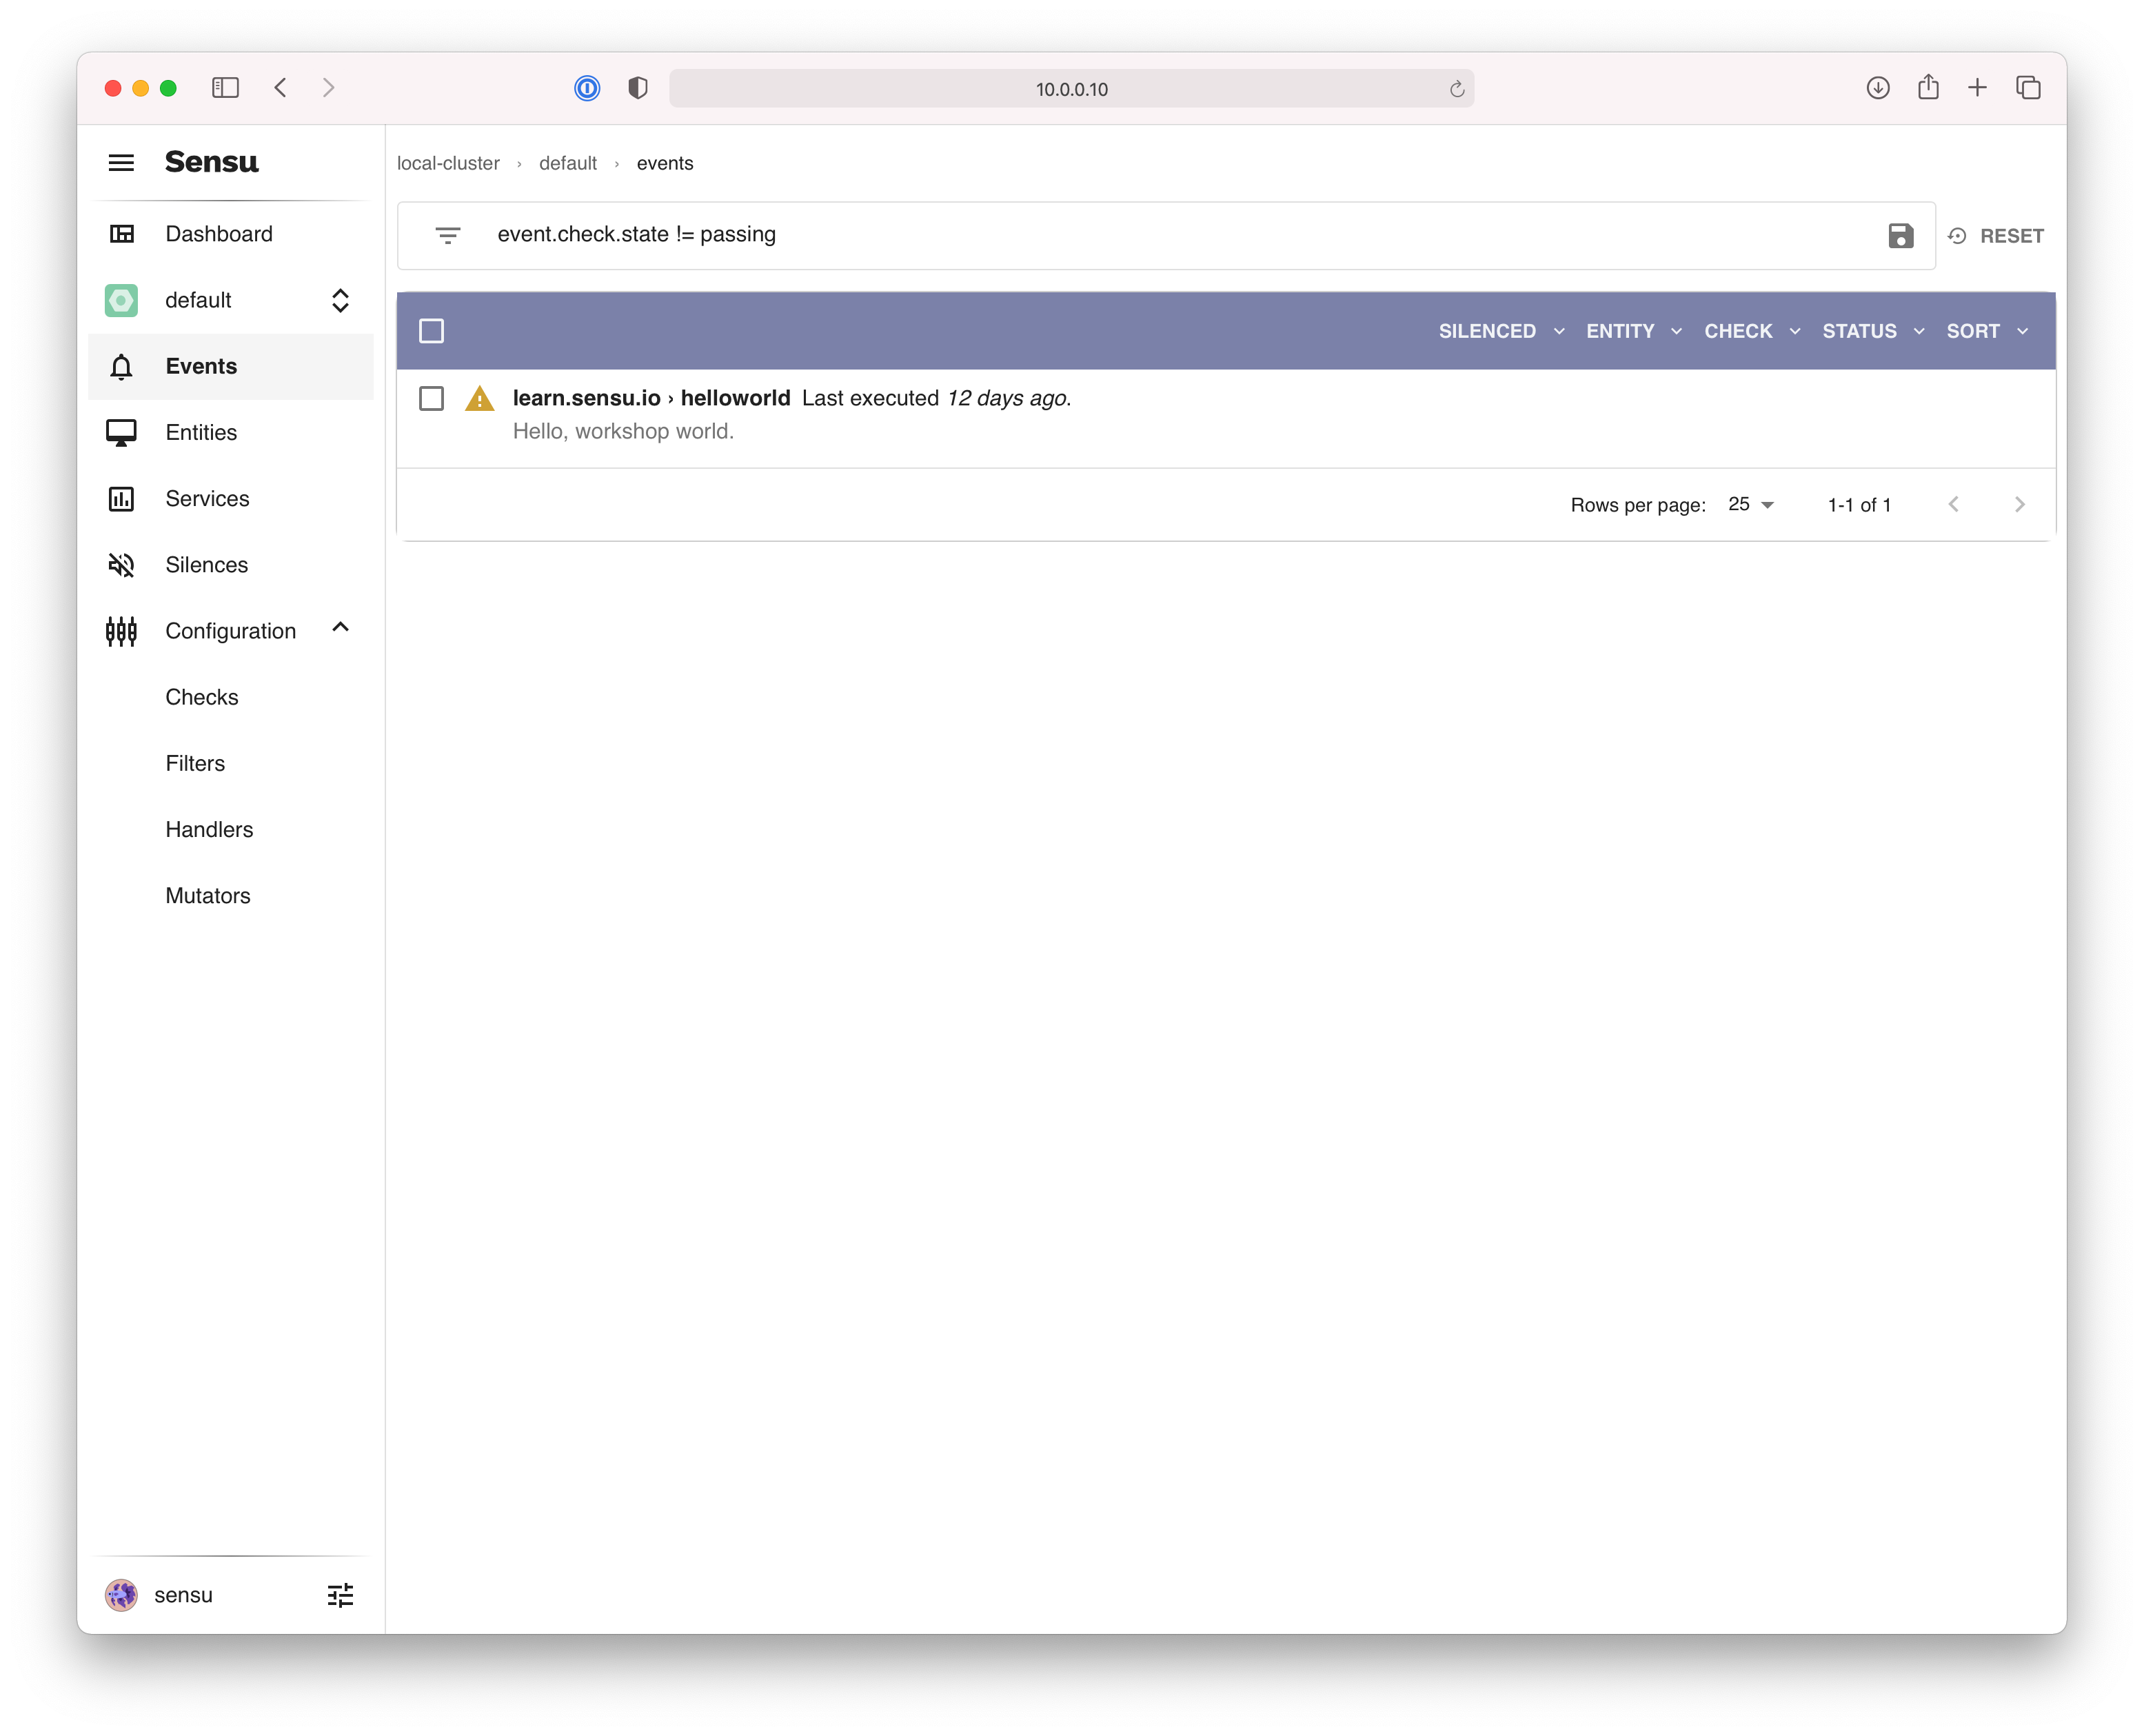 10.0.0.10
Sensu
Dashboard
default
Events
Entities
Services
Silences
Configuration
Checks
Filters
Handlers
Mutators
sensu
local-cluster › default › events
event.check.state != passing
RESET
SILENCED ENTITY CHECK STATUS SORT
learn.sensu.io › helloworld Last executed 12 days ago.
Hello, workshop world.
Rows per page: 25 1-1 of 1